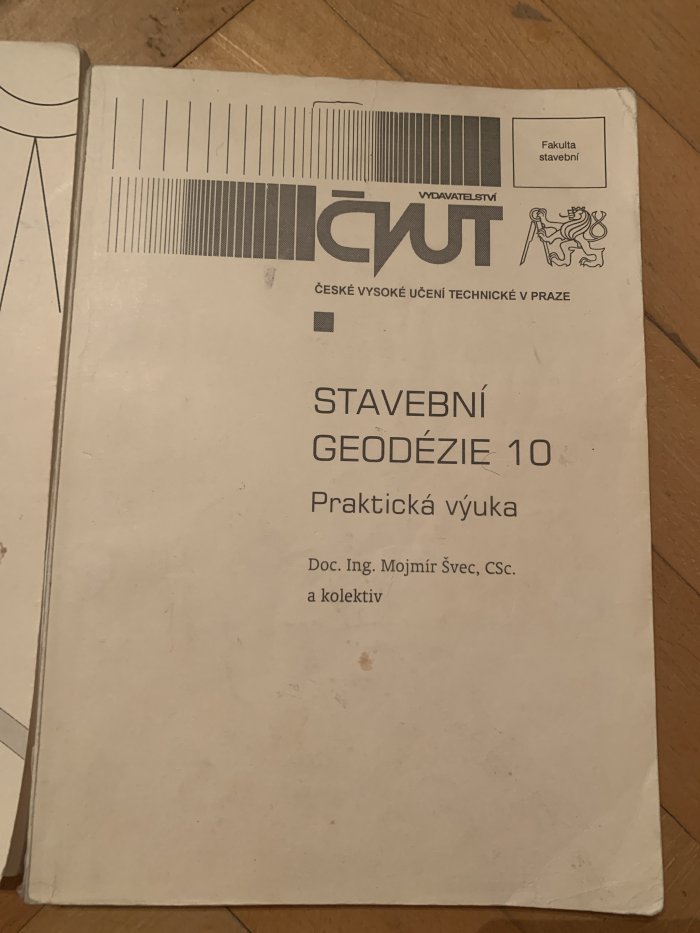 Fakulta
stavební
VYDAVATELSTVÍ
ČVUT
ČESKÉ VYSOKÉ UČENÍ TECHNICKÉ V PRAZE
STAVEBNÍ
GEODÉZIE 10
Praktická výuka
Doc. Ing. Mojmír Švec, CSc.
a kolektiv